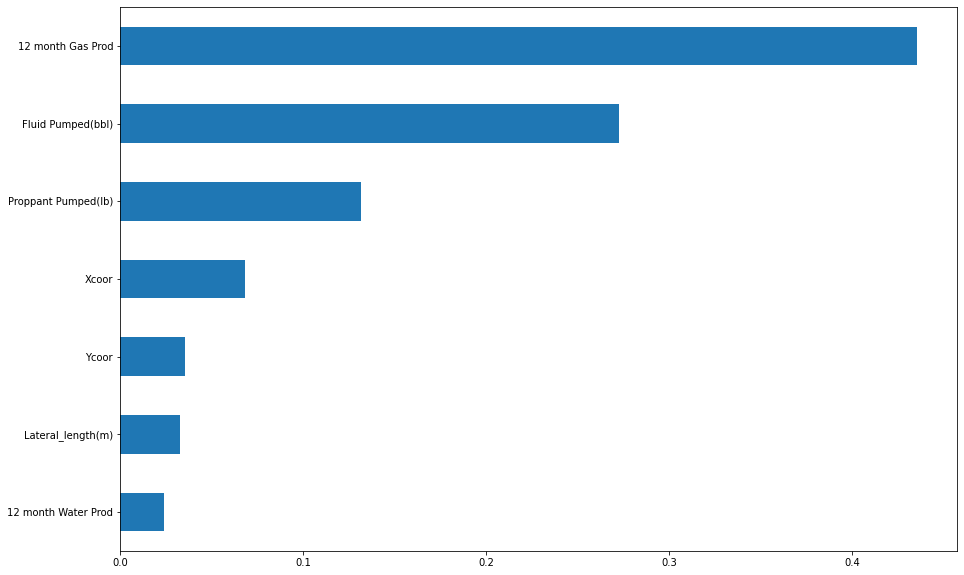 12 month Gas Prod
Fluid Pumped(bbl)
Proppant Pumped(lb)
Xcoor
Ycoor
Lateral_length(m)
12 month Water Prod
0.0 0.1 0.2 0.3 0.4